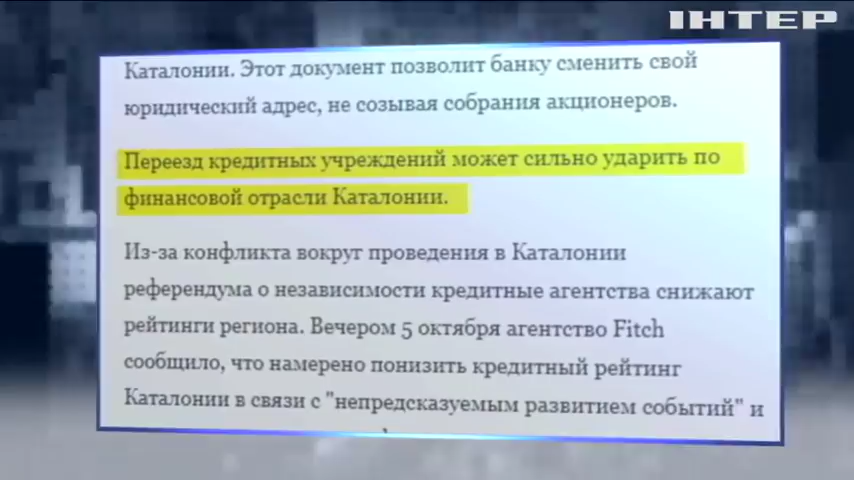 ІНТЕР
Каталонии. Этот документ позволит банку сменить свой
юридический адрес, не созывая собрания акционеров.
Переезд кредитных учреждений может сильно ударить по
финансовой отрасли Каталонии.
Из-за конфликта вокруг проведения в Каталонии
референдума о независимости кредитные агентства снижают
рейтинги региона. Вечером 5 октября агентство Fitch
сообщило, что намерено понизить кредитный рейтинг
Каталонии в связи с "непредсказуемым развитием событий" и